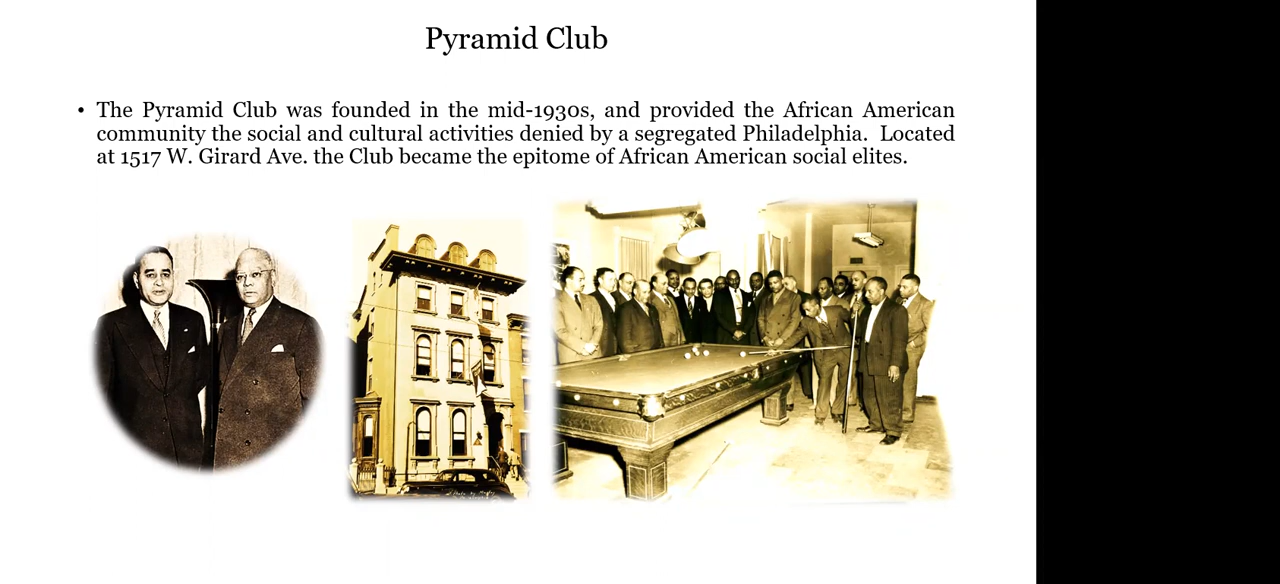 Pyramid Club
• The Pyramid Club was founded in the mid-1930s, and provided the African American
community the social and cultural activities denied by a segregated Philadelphia. Located
at 1517 W. Girard Ave. the Club became the epitome of African American social elites.